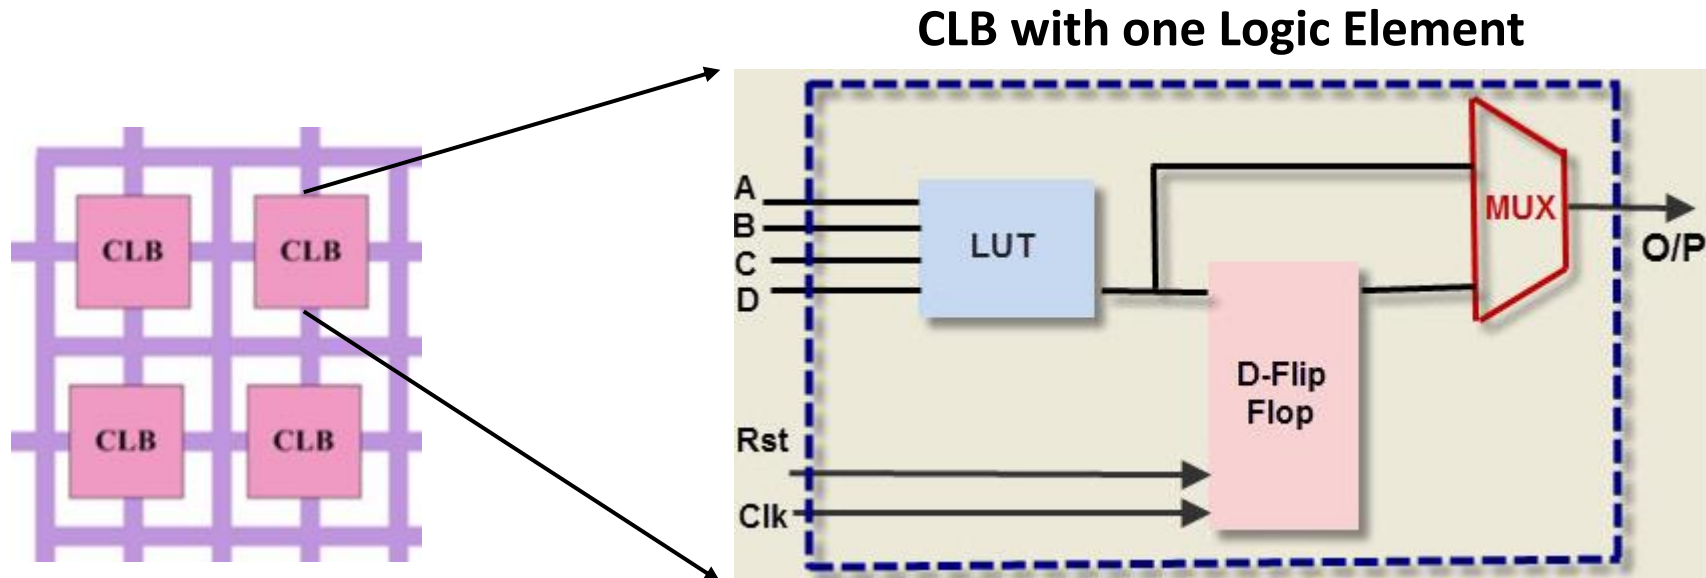 CLB with one Logic Element
CLB
CLB
CLB
CLB
A
B
C
D
LUT
MUX
O/P
D-Flip
Flop
Rst
Clk